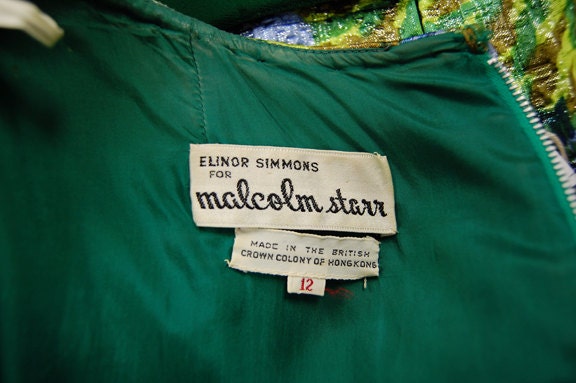 ELINOR SIMMONS
FOR
malcolm starr
MADE IN THE BRITISH
CROWN COLONY OF HONGKONG
12